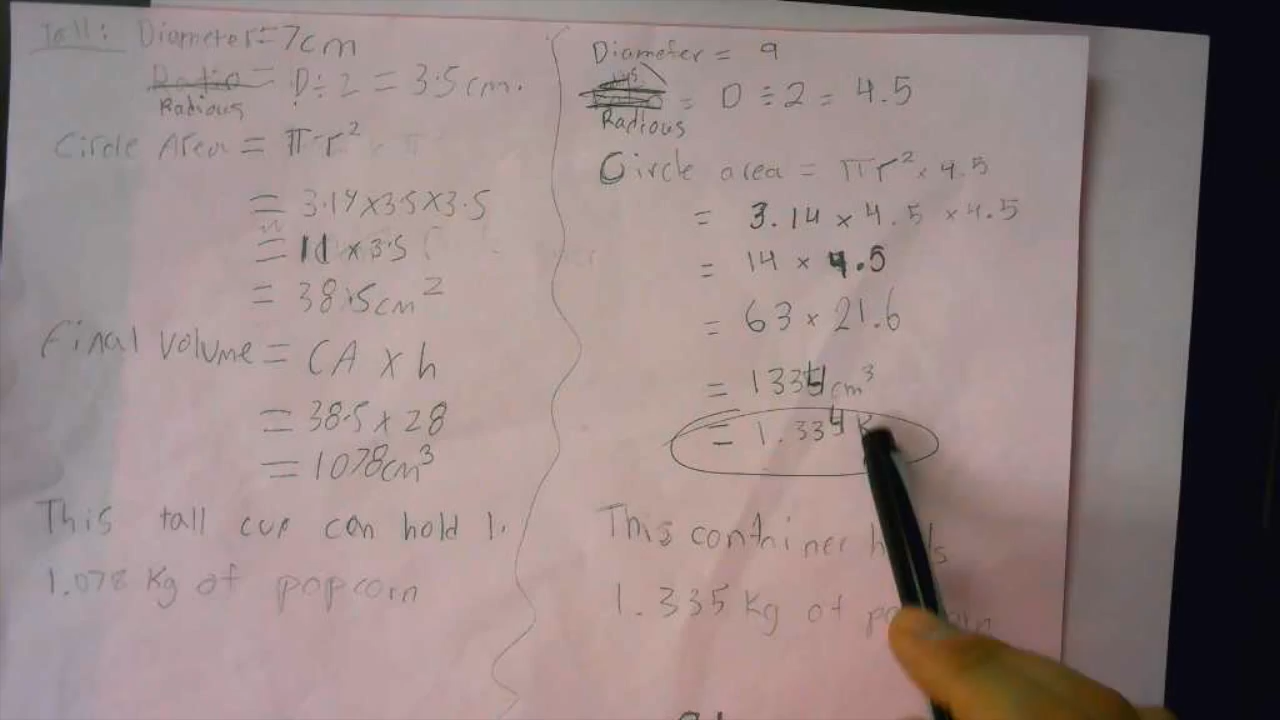 Tall: Diameter = 7cm
Radious = D ÷ 2 = 3.5cm.
Circle Area = π r²
= 3.14 x 3.5 x 3.5
= 11 x 3.5
= 38.5cm²
Final volume = CA x h
= 38.5 x 28
= 1078cm³
This tall cup can hold 1.
1.078 Kg of popcorn
Diameter = 9
Radious = D ÷ 2 = 4.5
Circle area = πr² x 4.5
= 3.14 x 4.5 x 4.5
= 14 x 4.5
= 63 x 21.6
= 1334cm³
= 1.334 K
This container
1.335 Kg of